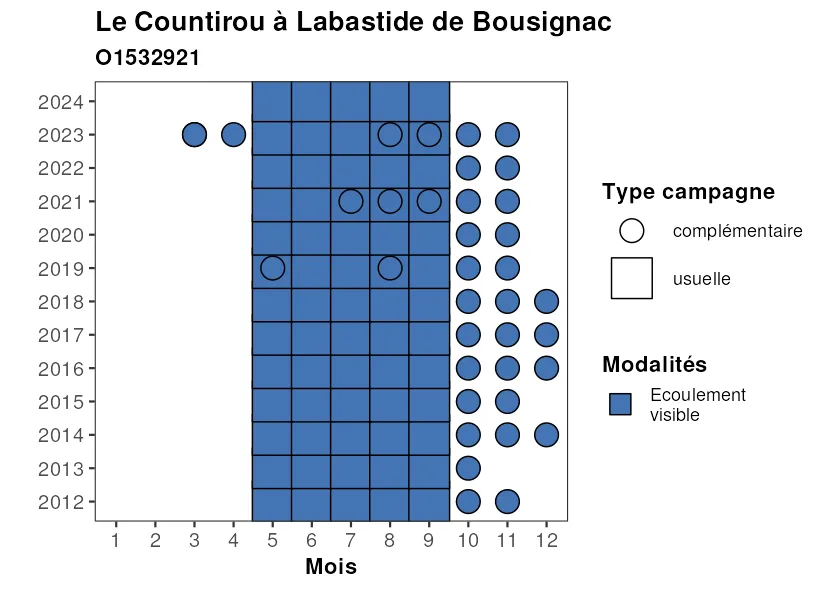 Le Countirou à Labastide de Bousignac
O1532921
2024
2023
2022
2021
2020
2019
2018
2017
2016
2015
2014
2013
2012
1 2 3 4 5 6 7 8 9 10 11 12
Mois
Type campagne
complémentaire
usuelle
Modalités
Ecoulement
visible